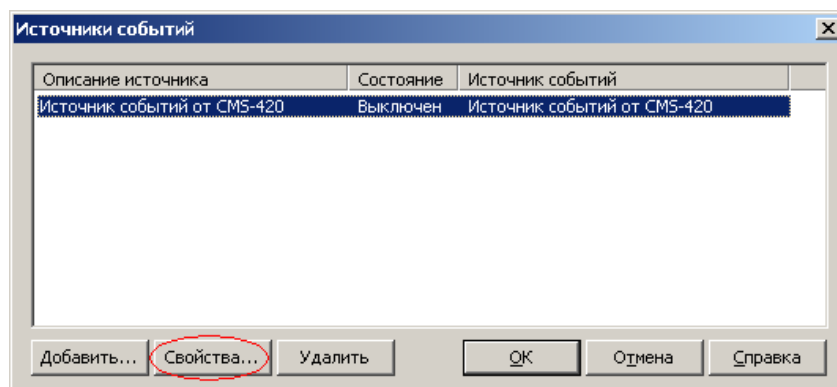 Источники событий
Описание источника Состояние Источник событий
Источник событий от CMS-420 Выключен Источник событий от CMS-420
Добавить... Свойства... Удалить OK Отмена Справка